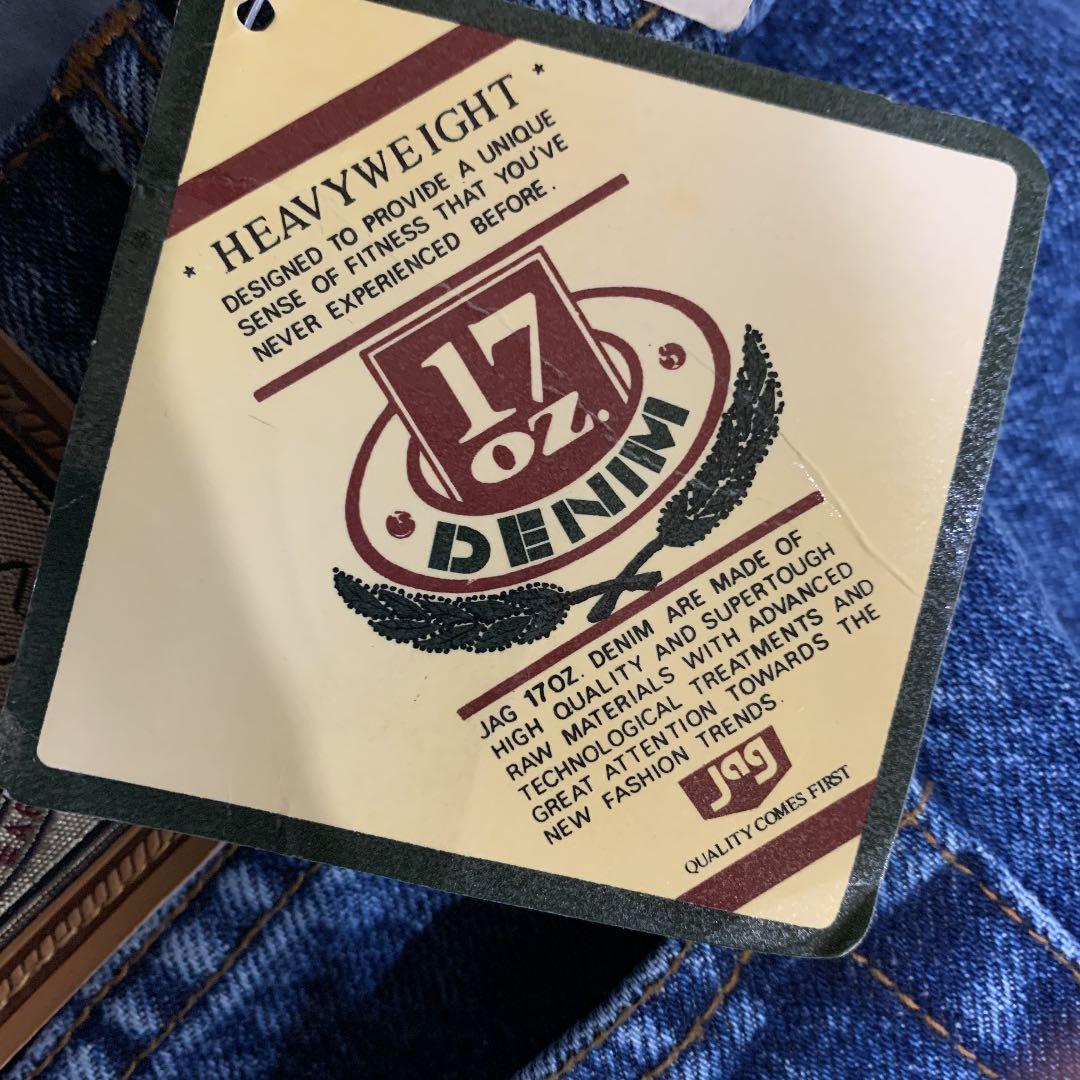 * HEAVYWEIGHT *
DESIGNED TO PROVIDE A UNIQUE
SENSE OF FITNESS THAT YOU'VE
NEVER EXPERIENCED BEFORE.
17
OZ.
DENIM
JAG 17OZ. DENIM ARE MADE OF
HIGH QUALITY AND SUPERTOUGH
RAW MATERIALS WITH ADVANCED
TECHNOLOGICAL TREATMENTS AND
GREAT ATTENTION TOWARDS THE
NEW FASHION TRENDS.
Jag
QUALITY COMES FIRST